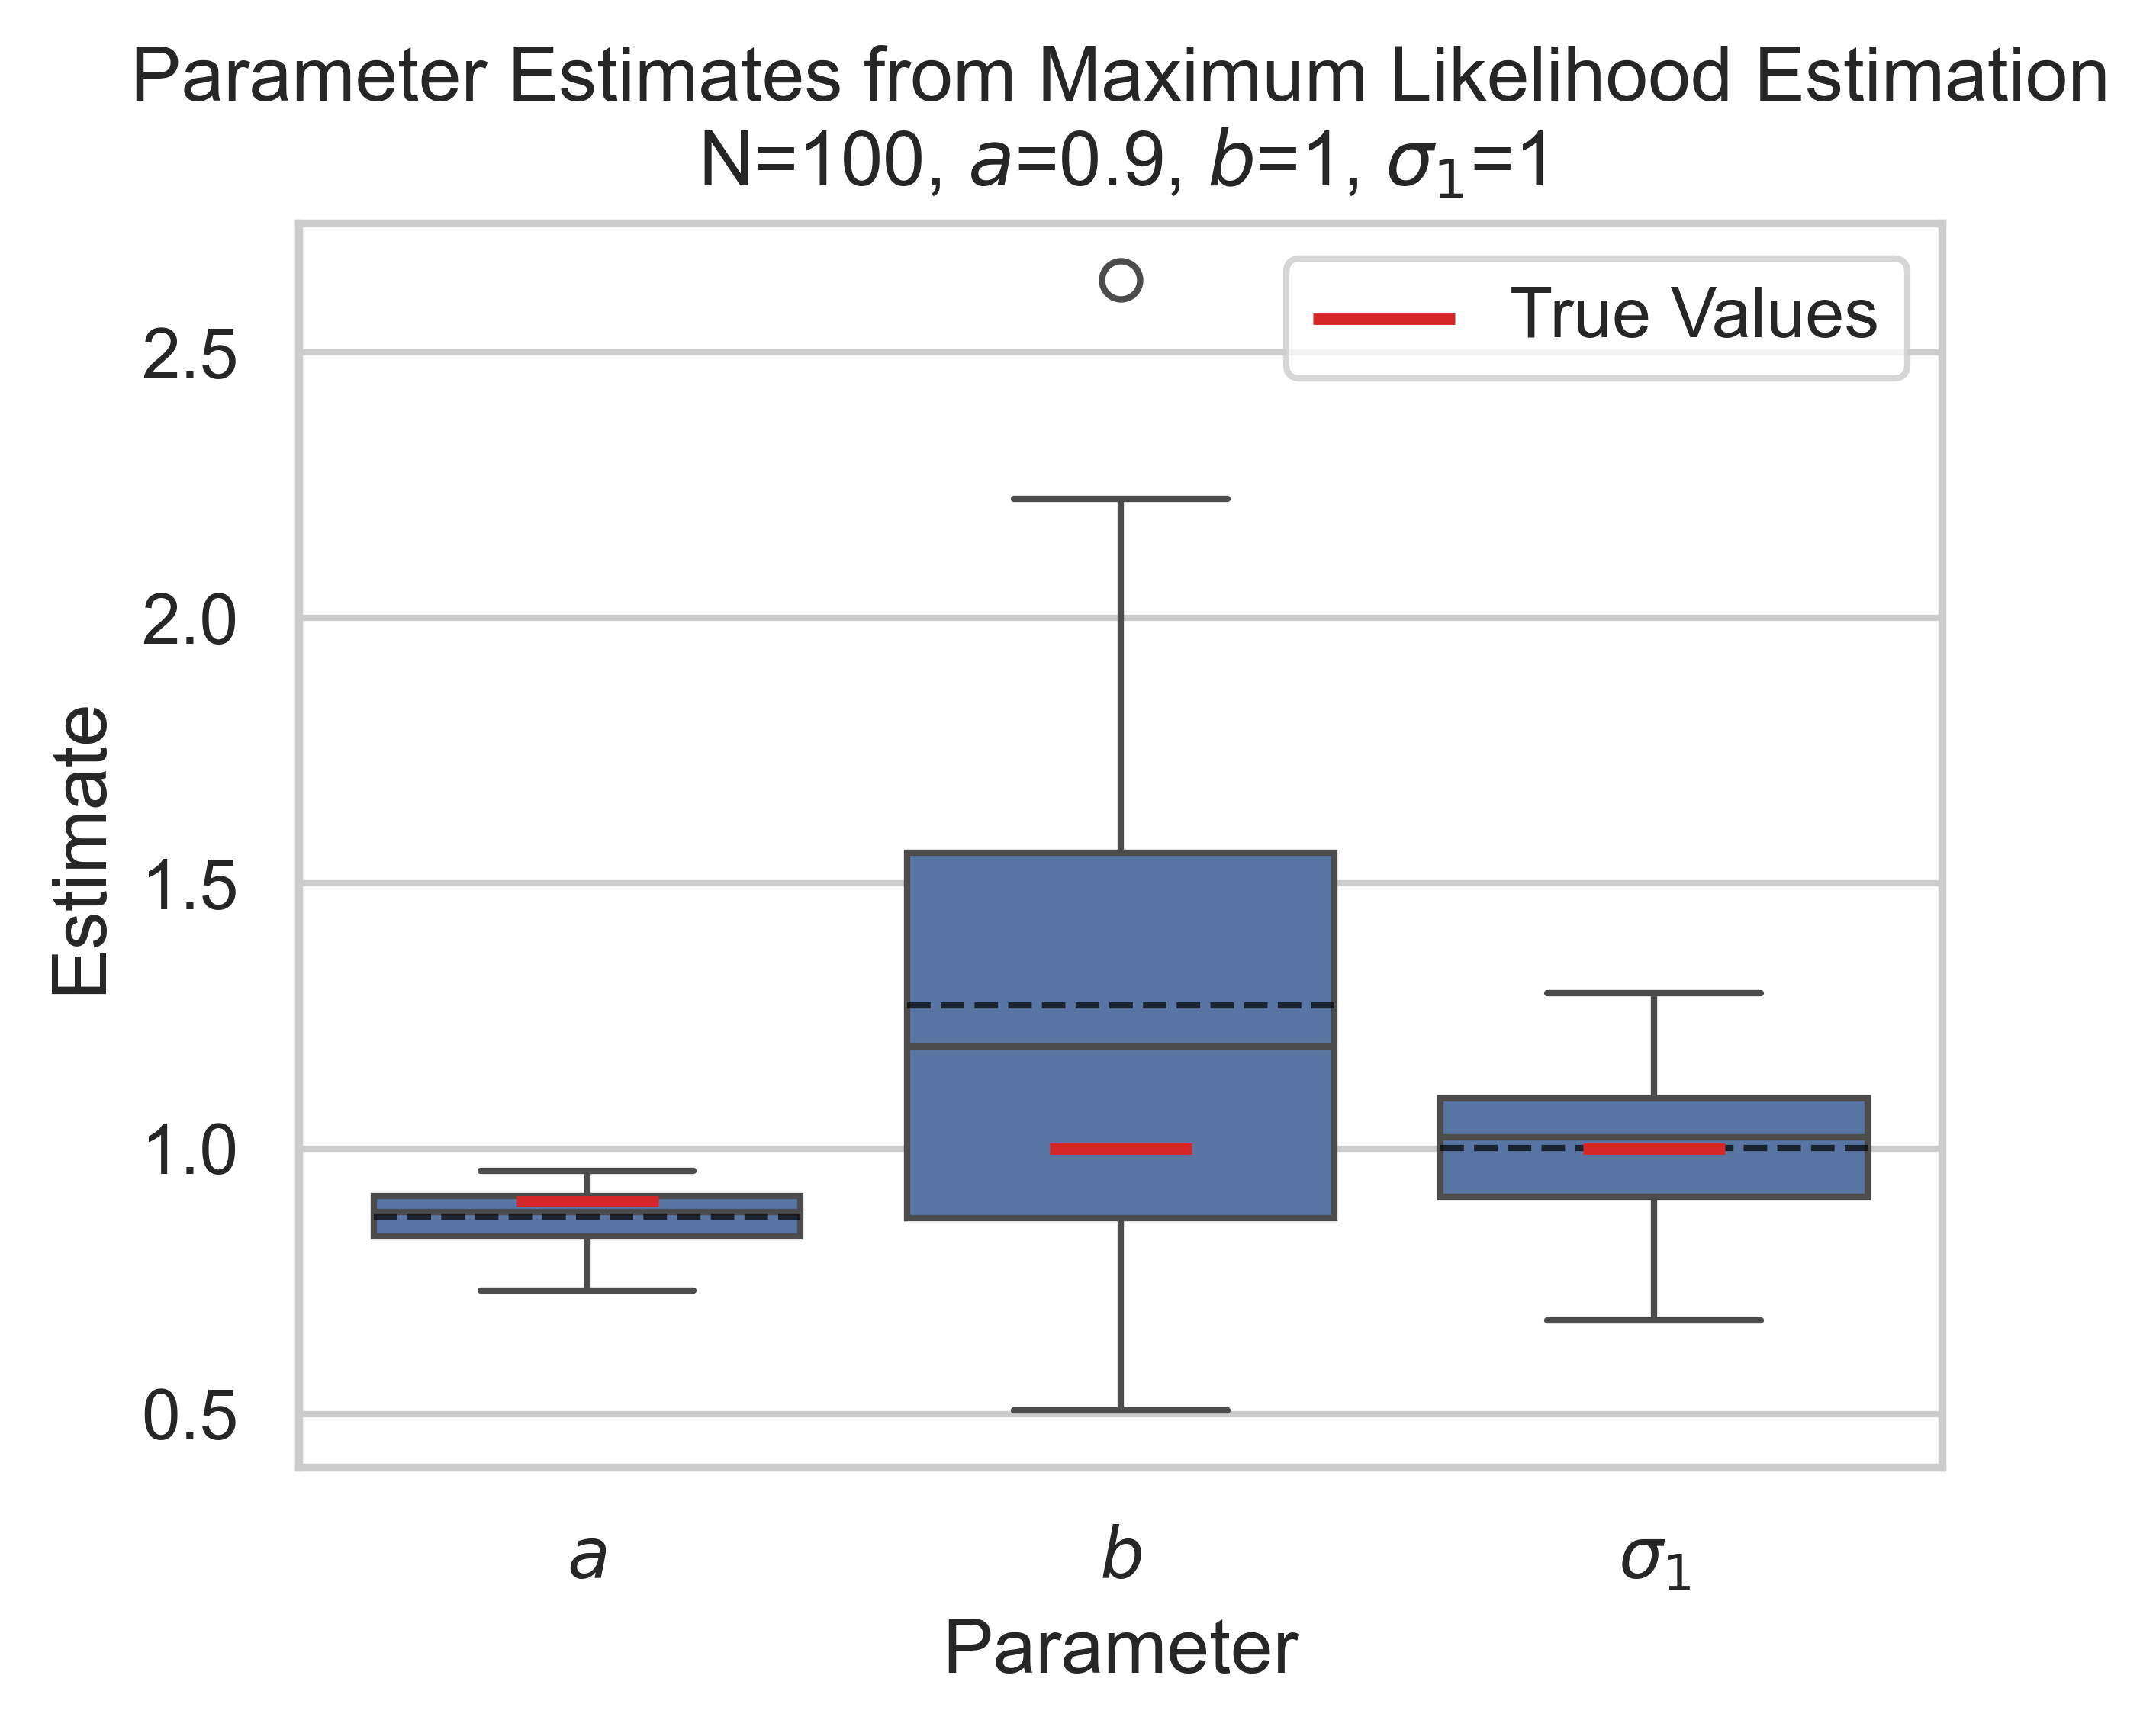 Parameter Estimates from Maximum Likelihood Estimation
N=100, a=0.9, b=1, σ₁=1
True Values
2.5
2.0
1.5
1.0
0.5
Estimate
a
b
σ₁
Parameter